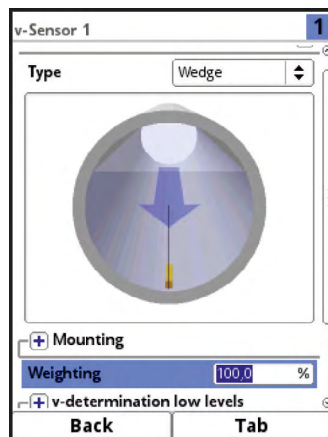 v-Sensor 1 1
Type Wedge
Mounting
Weighting 100,0 %
v-determination low levels
Back Tab